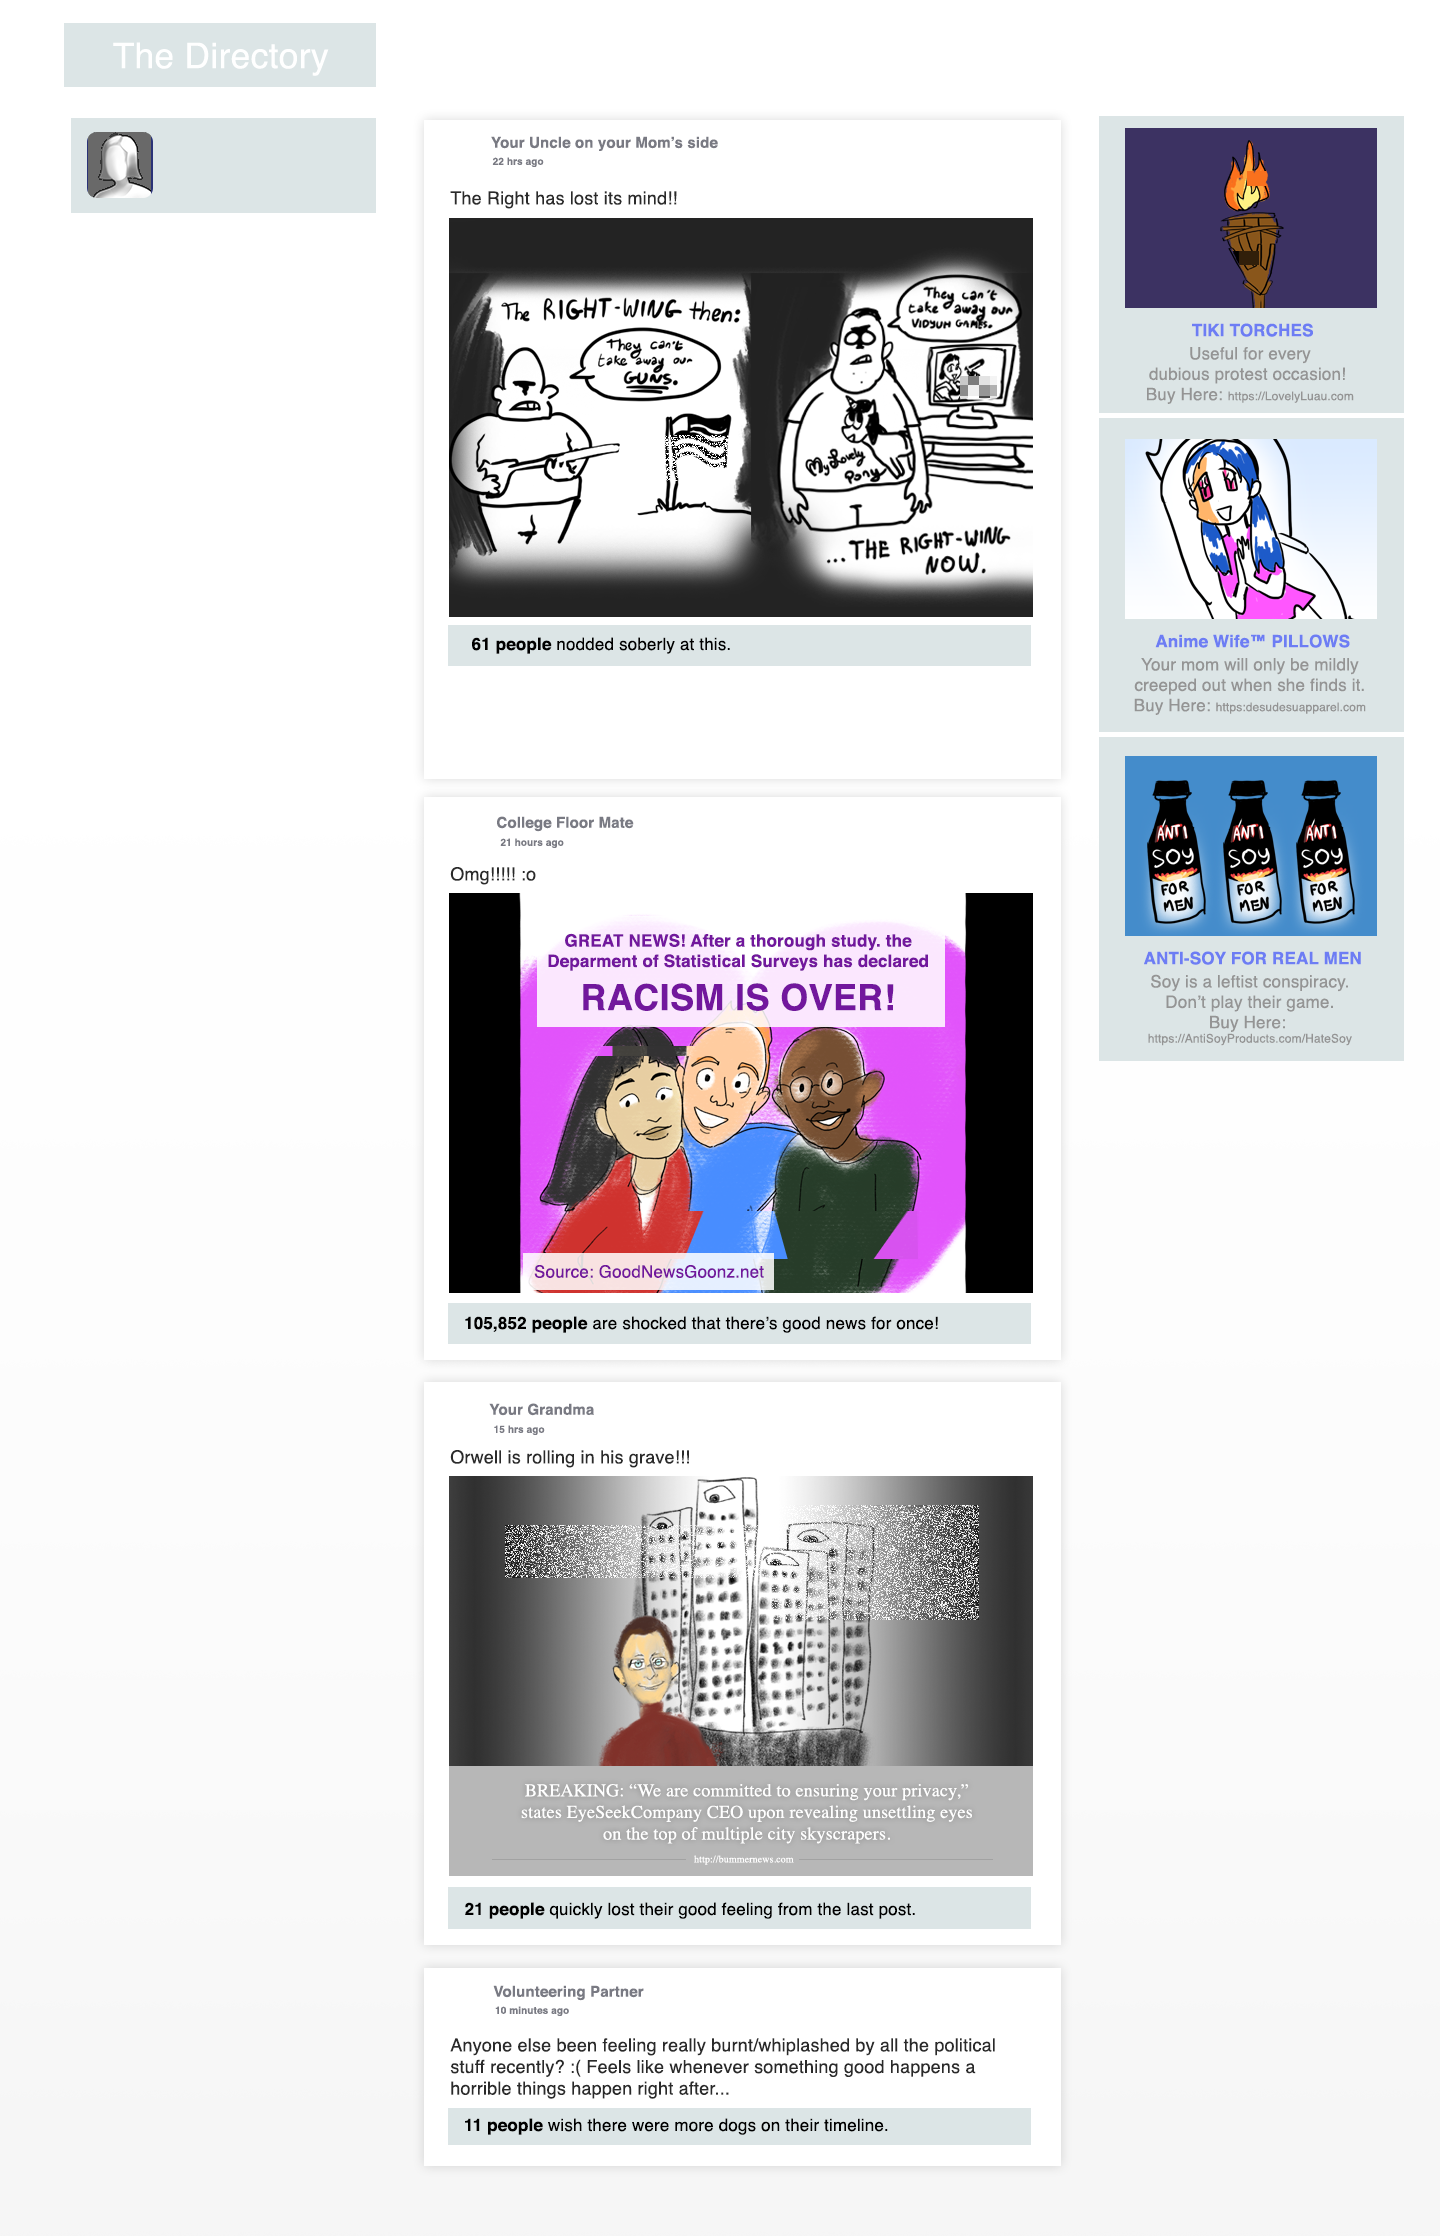 The Directory
Your Uncle on your Mom’s side
22 hrs ago
The Right has lost its mind!!
The RIGHT-WING then:
They can't
take away our
GUNS.
They can't
take away our
VIDYUH GAMES.
My Lovely
Pony
...THE RIGHT-WING
NOW.
61 people nodded soberly at this.
College Floor Mate
21 hours ago
Omg!!!!! :o
GREAT NEWS! After a thorough study. the
Deparment of Statistical Surveys has declared
RACISM IS OVER!
Source: GoodNewsGoonz.net
105,852 people are shocked that there’s good news for once!
Your Grandma
15 hrs ago
Orwell is rolling in his grave!!!
BREAKING: “We are committed to ensuring your privacy,”
states EyeSeekCompany CEO upon revealing unsettling eyes
on the top of multiple city skyscrapers.
http://bummernews.com
21 people quickly lost their good feeling from the last post.
Volunteering Partner
10 minutes ago
Anyone else been feeling really burnt/whiplashed by all the political
stuff recently? :( Feels like whenever something good happens a
horrible things happen right after...
11 people wish there were more dogs on their timeline.
TIKI TORCHES
Useful for every
dubious protest occasion!
Buy Here: https://LovelyLuau.com
Anime Wife™ PILLOWS
Your mom will only be mildly
creeped out when she finds it.
Buy Here: https:desudesuapparel.com
ANTI
SOY
FOR
MEN
ANTI
SOY
FOR
MEN
ANTI
SOY
FOR
MEN
ANTI-SOY FOR REAL MEN
Soy is a leftist conspiracy.
Don’t play their game.
Buy Here:
https://AntiSoyProducts.com/HateSoy